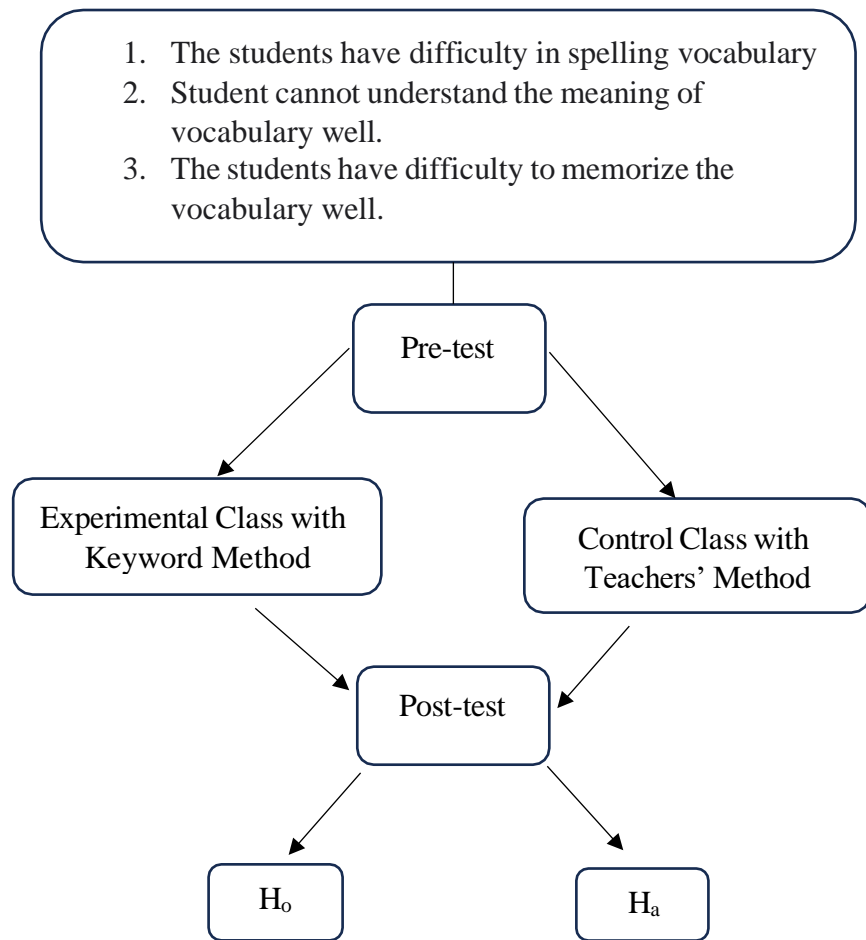 1. The students have difficulty in spelling vocabulary
2. Student cannot understand the meaning of
vocabulary well.
3. The students have difficulty to memorize the
vocabulary well.
Pre-test
Experimental Class with
Keyword Method
Control Class with
Teachers’ Method
Post-test
Hₒ
Hₐ